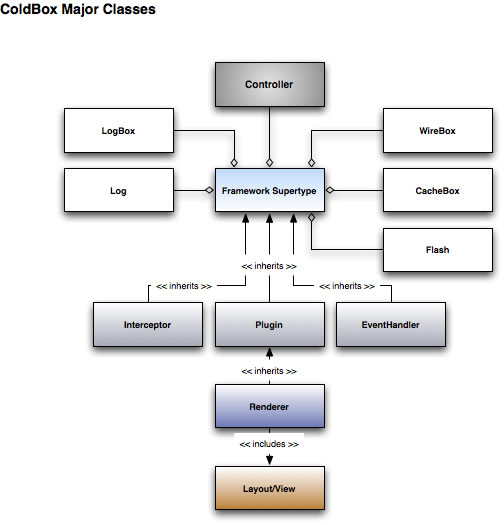 ColdBox Major Classes
Controller
LogBox
WireBox
Log
Framework Supertype
CacheBox
Flash
<< inherits >>
<< inherits >>
<< inherits >>
Interceptor
Plugin
EventHandler
<< inherits >>
Renderer
<< includes >>
Layout/View